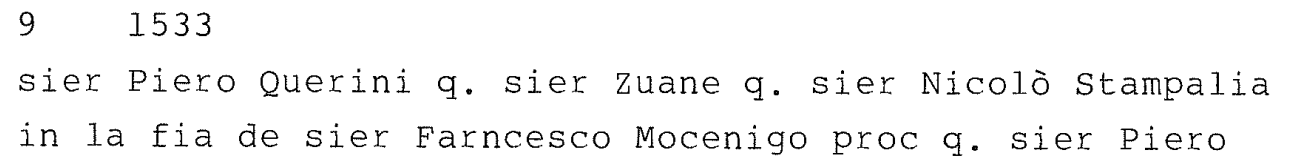 9    1533
sier Piero Querini q. sier Zuane q. sier Nicolò Stampalia
in la fia de sier Farncesco Mocenigo proc q. sier Piero